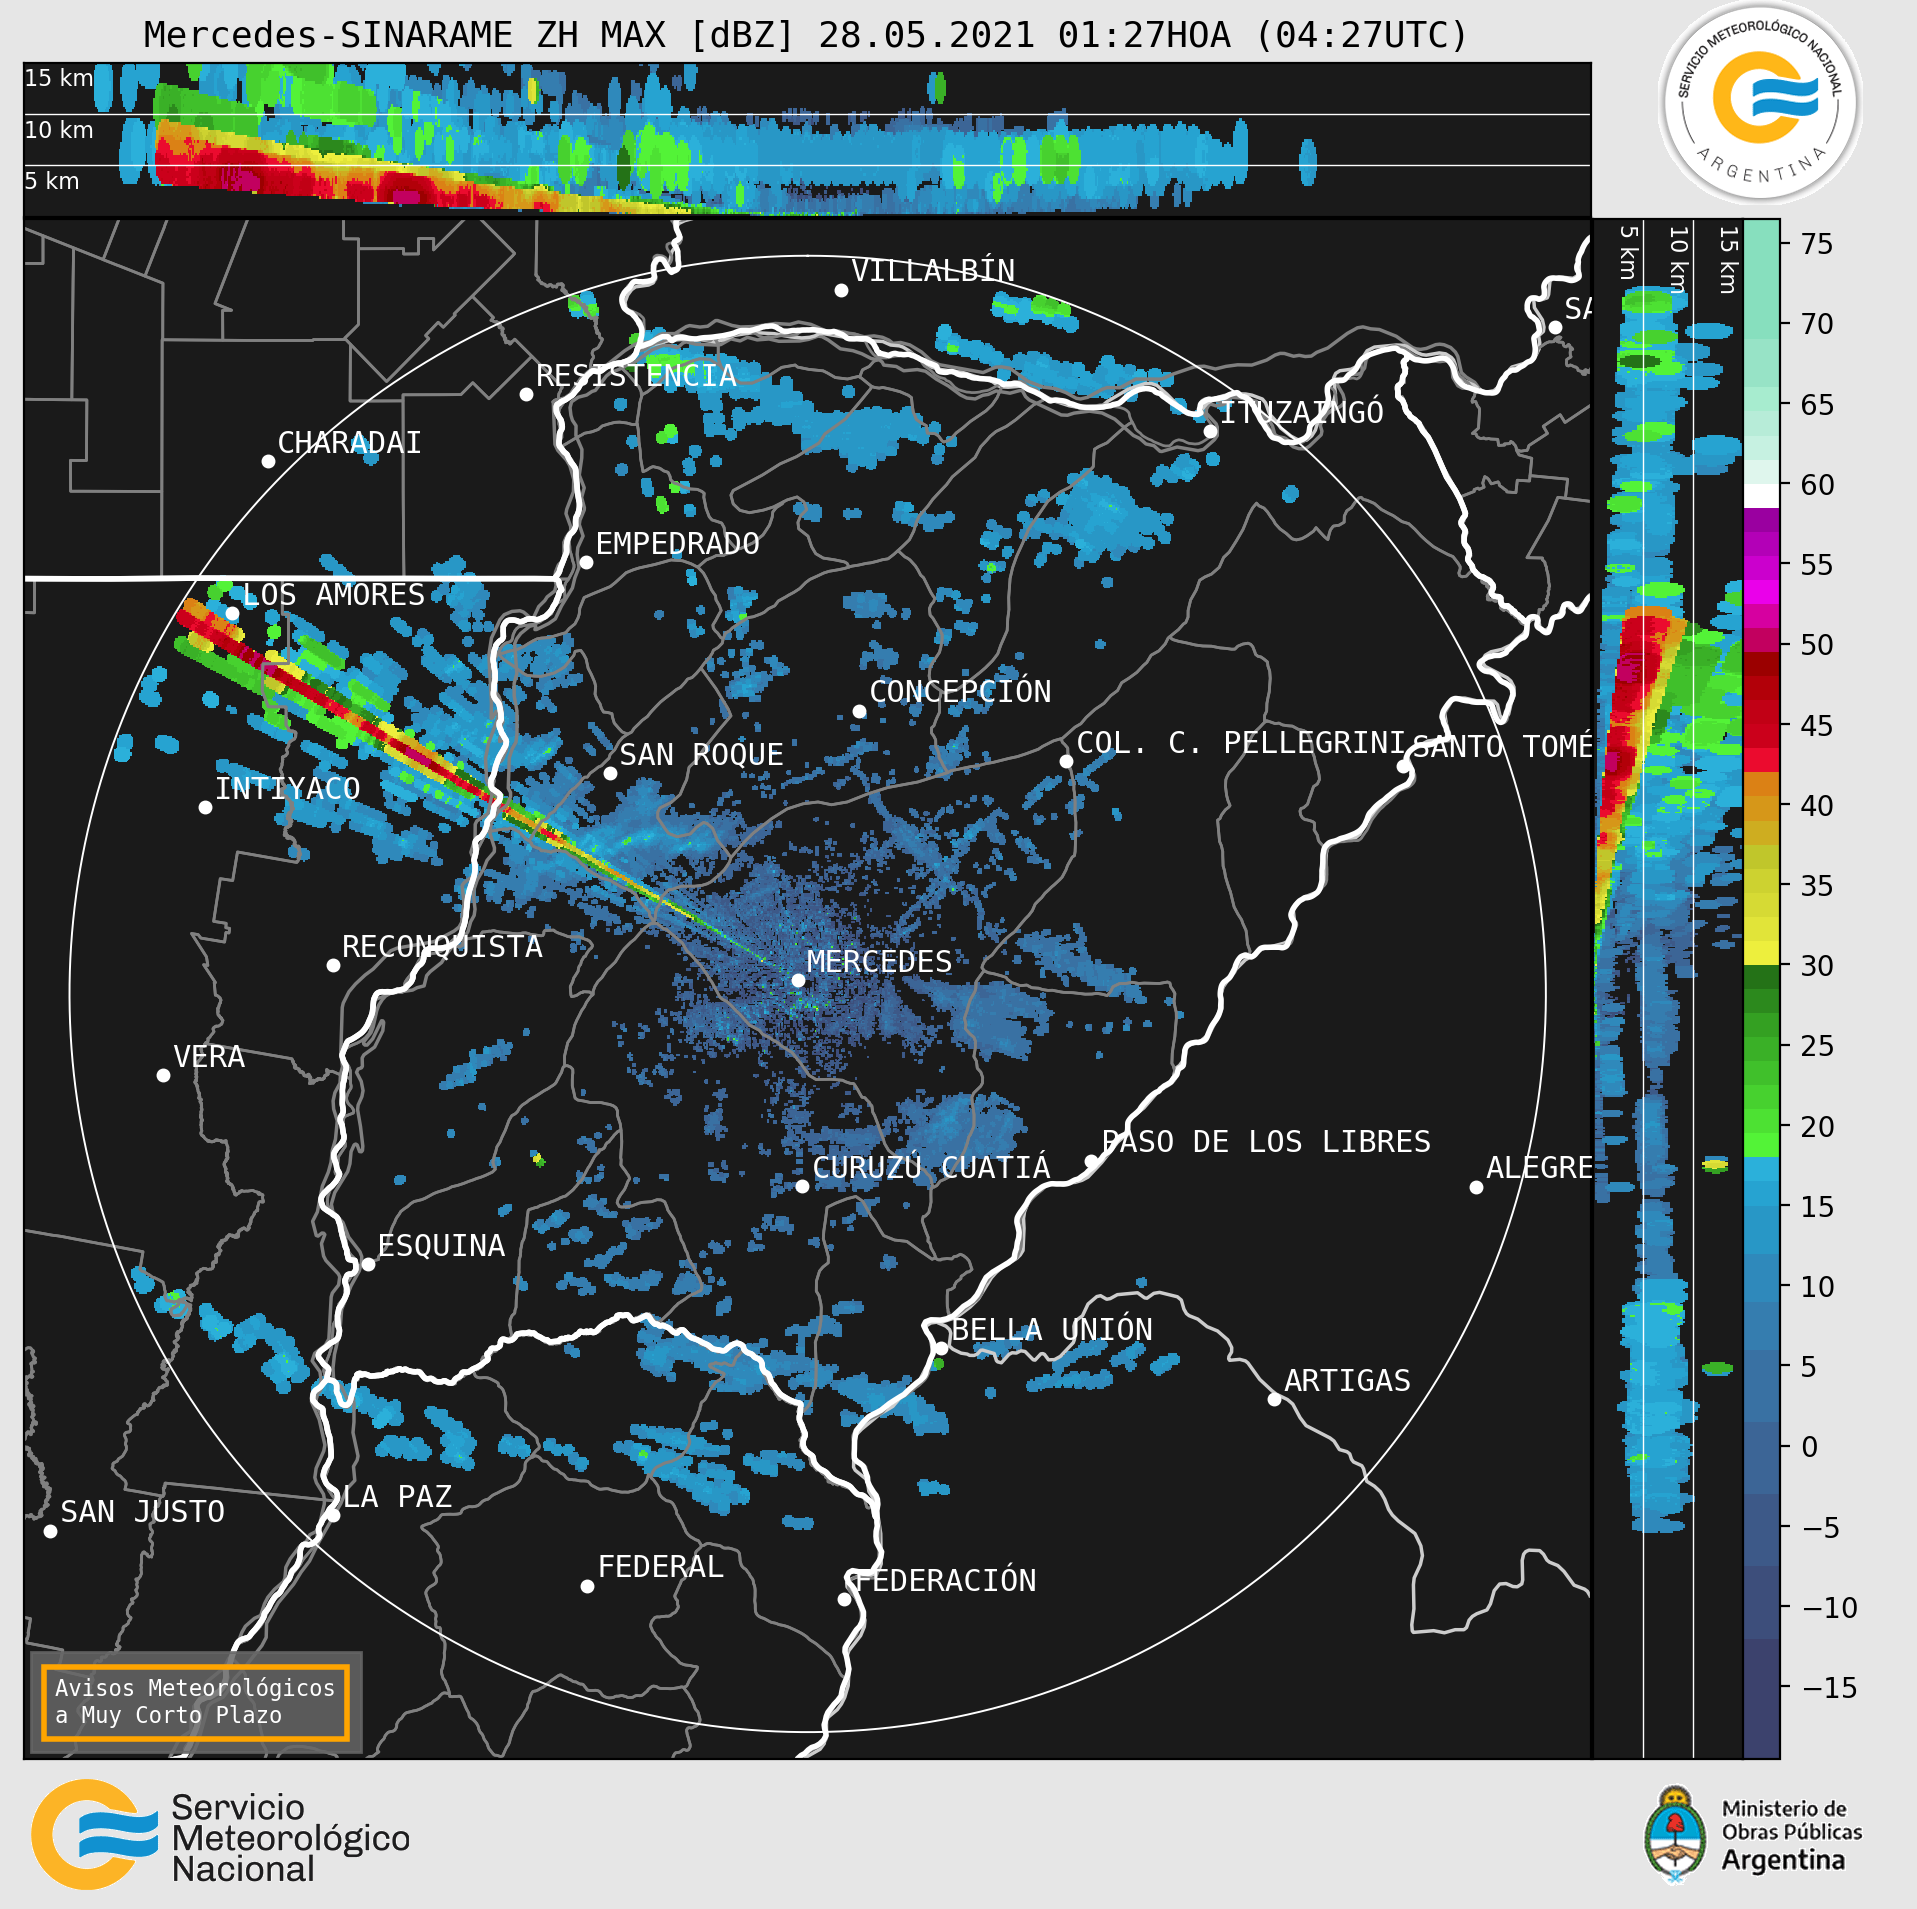 Mercedes-SINARAME ZH MAX [dBZ] 28.05.2021 01:27HOA (04:27UTC)
SERVICIO METEOROLÓGICO NACIONAL
ARGENTINA
15 km
10 km
5 km
5 km
10 km
15 km
VILLALBÍN
SA
RESISTENCIA
ITUZAINGÓ
CHARADAI
EMPEDRADO
LOS AMORES
CONCEPCIÓN
SAN ROQUE
COL. C. PELLEGRINI
SANTO TOMÉ
INTIYACO
RECONQUISTA
MERCEDES
VERA
PASO DE LOS LIBRES
CURUZÚ CUATIÁ
ALEGRE
ESQUINA
BELLA UNIÓN
ARTIGAS
LA PAZ
SAN JUSTO
FEDERAL
FEDERACIÓN
75
70
65
60
55
50
45
40
35
30
25
20
15
10
5
0
−5
−10
−15
Avisos Meteorológicos
a Muy Corto Plazo
Servicio
Meteorológico
Nacional
Ministerio de
Obras Públicas
Argentina